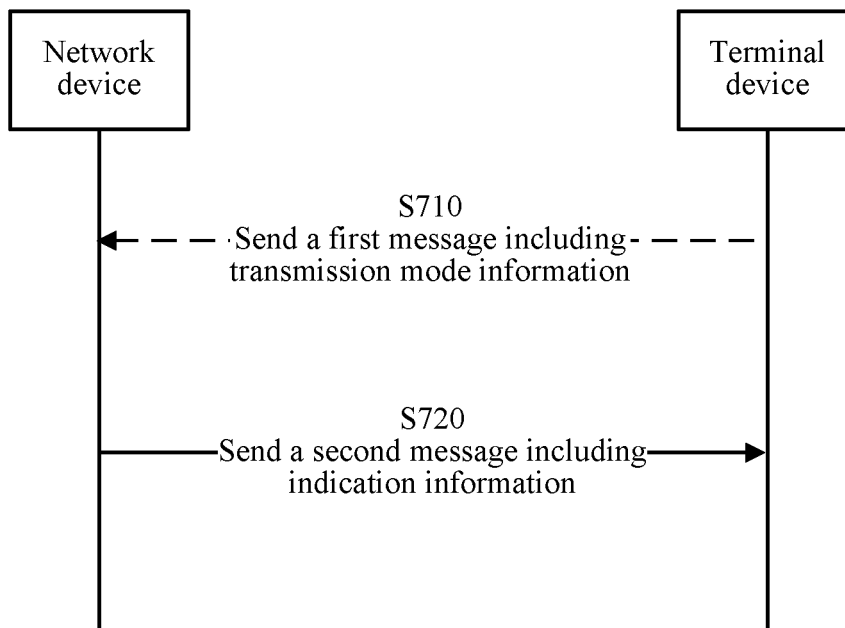 Network
device
Terminal
device
S710
Send a first message including
transmission mode information
S720
Send a second message including
indication information